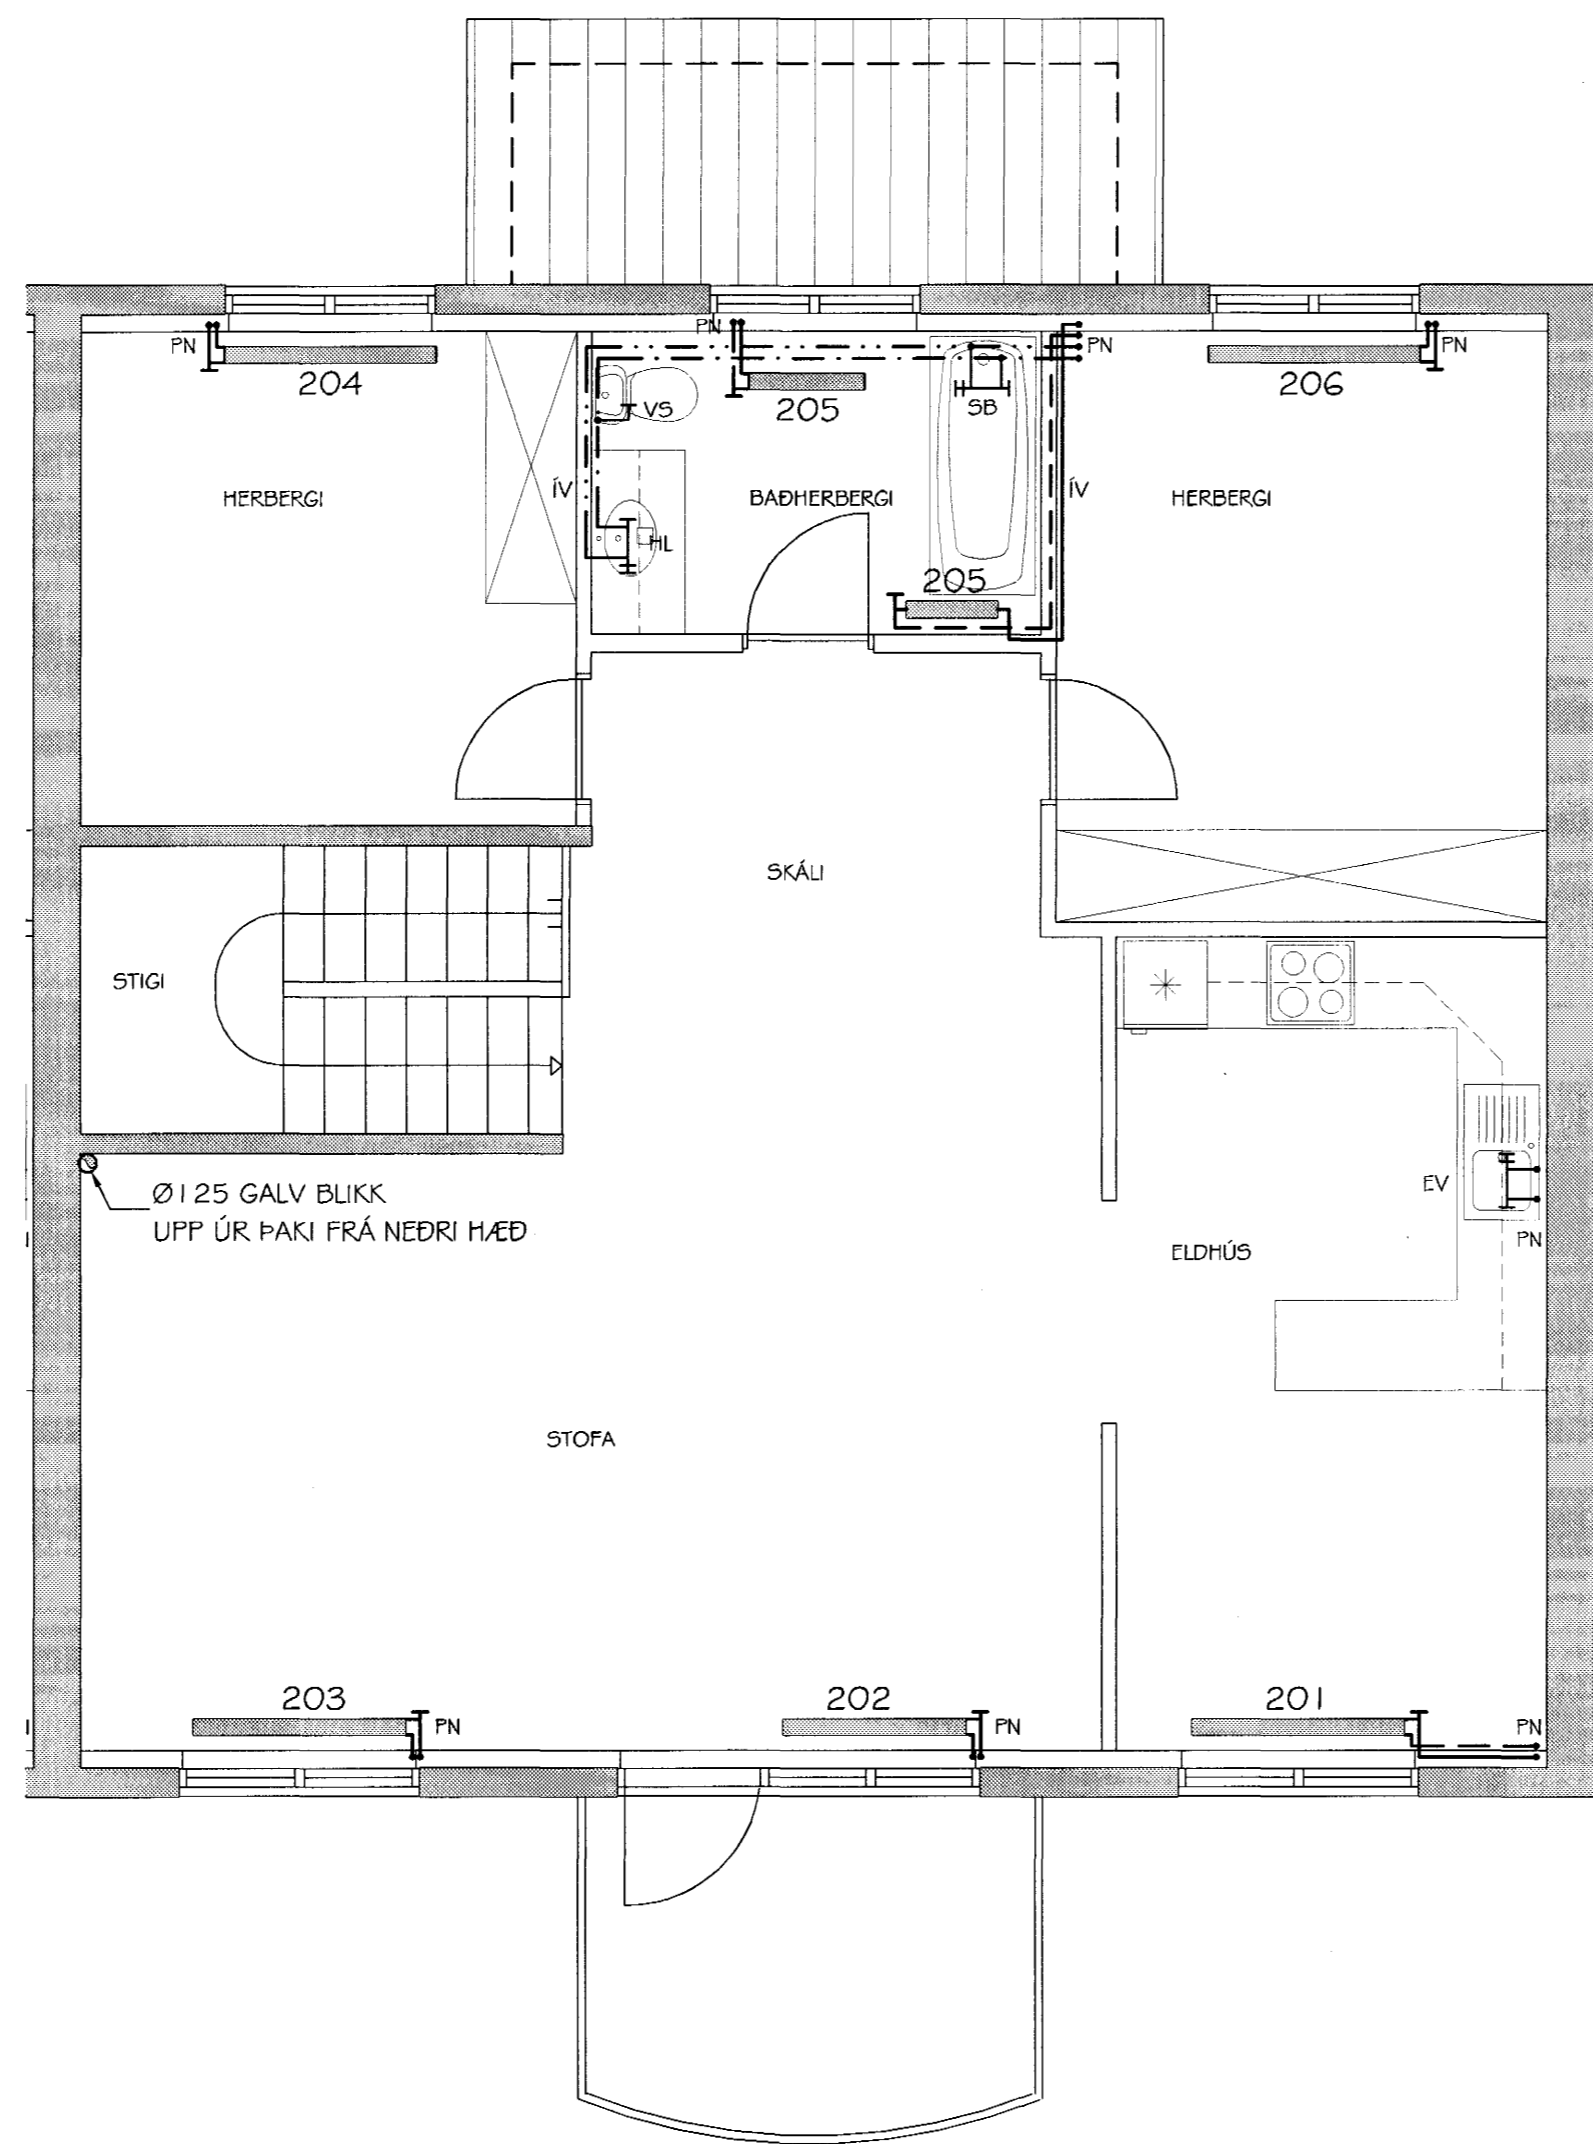 PN
PN
PN
PN
204
205
206
VS
SB
ÍV
ÍV
HERBERGI
BAÐHERBERGI
HERBERGI
HL
205
SKÁLI
STIGI
Ø125 GALV BLIKK
UPP ÚR ÞAKI FRÁ NEÐRI HÆÐ
EV
PN
ELDHÚS
STOFA
203
202
201
PN
PN
PN